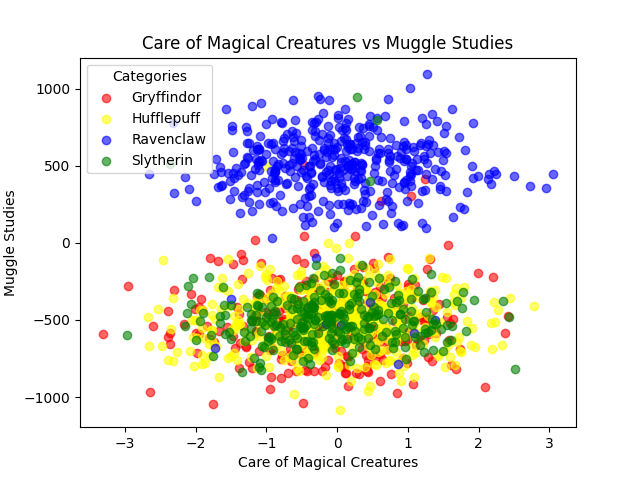 Care of Magical Creatures vs Muggle Studies
Categories
Gryffindor
Hufflepuff
Ravenclaw
Slytherin
1000
500
0
−500
−1000
Muggle Studies
−3
−2
−1
0
1
2
3
Care of Magical Creatures